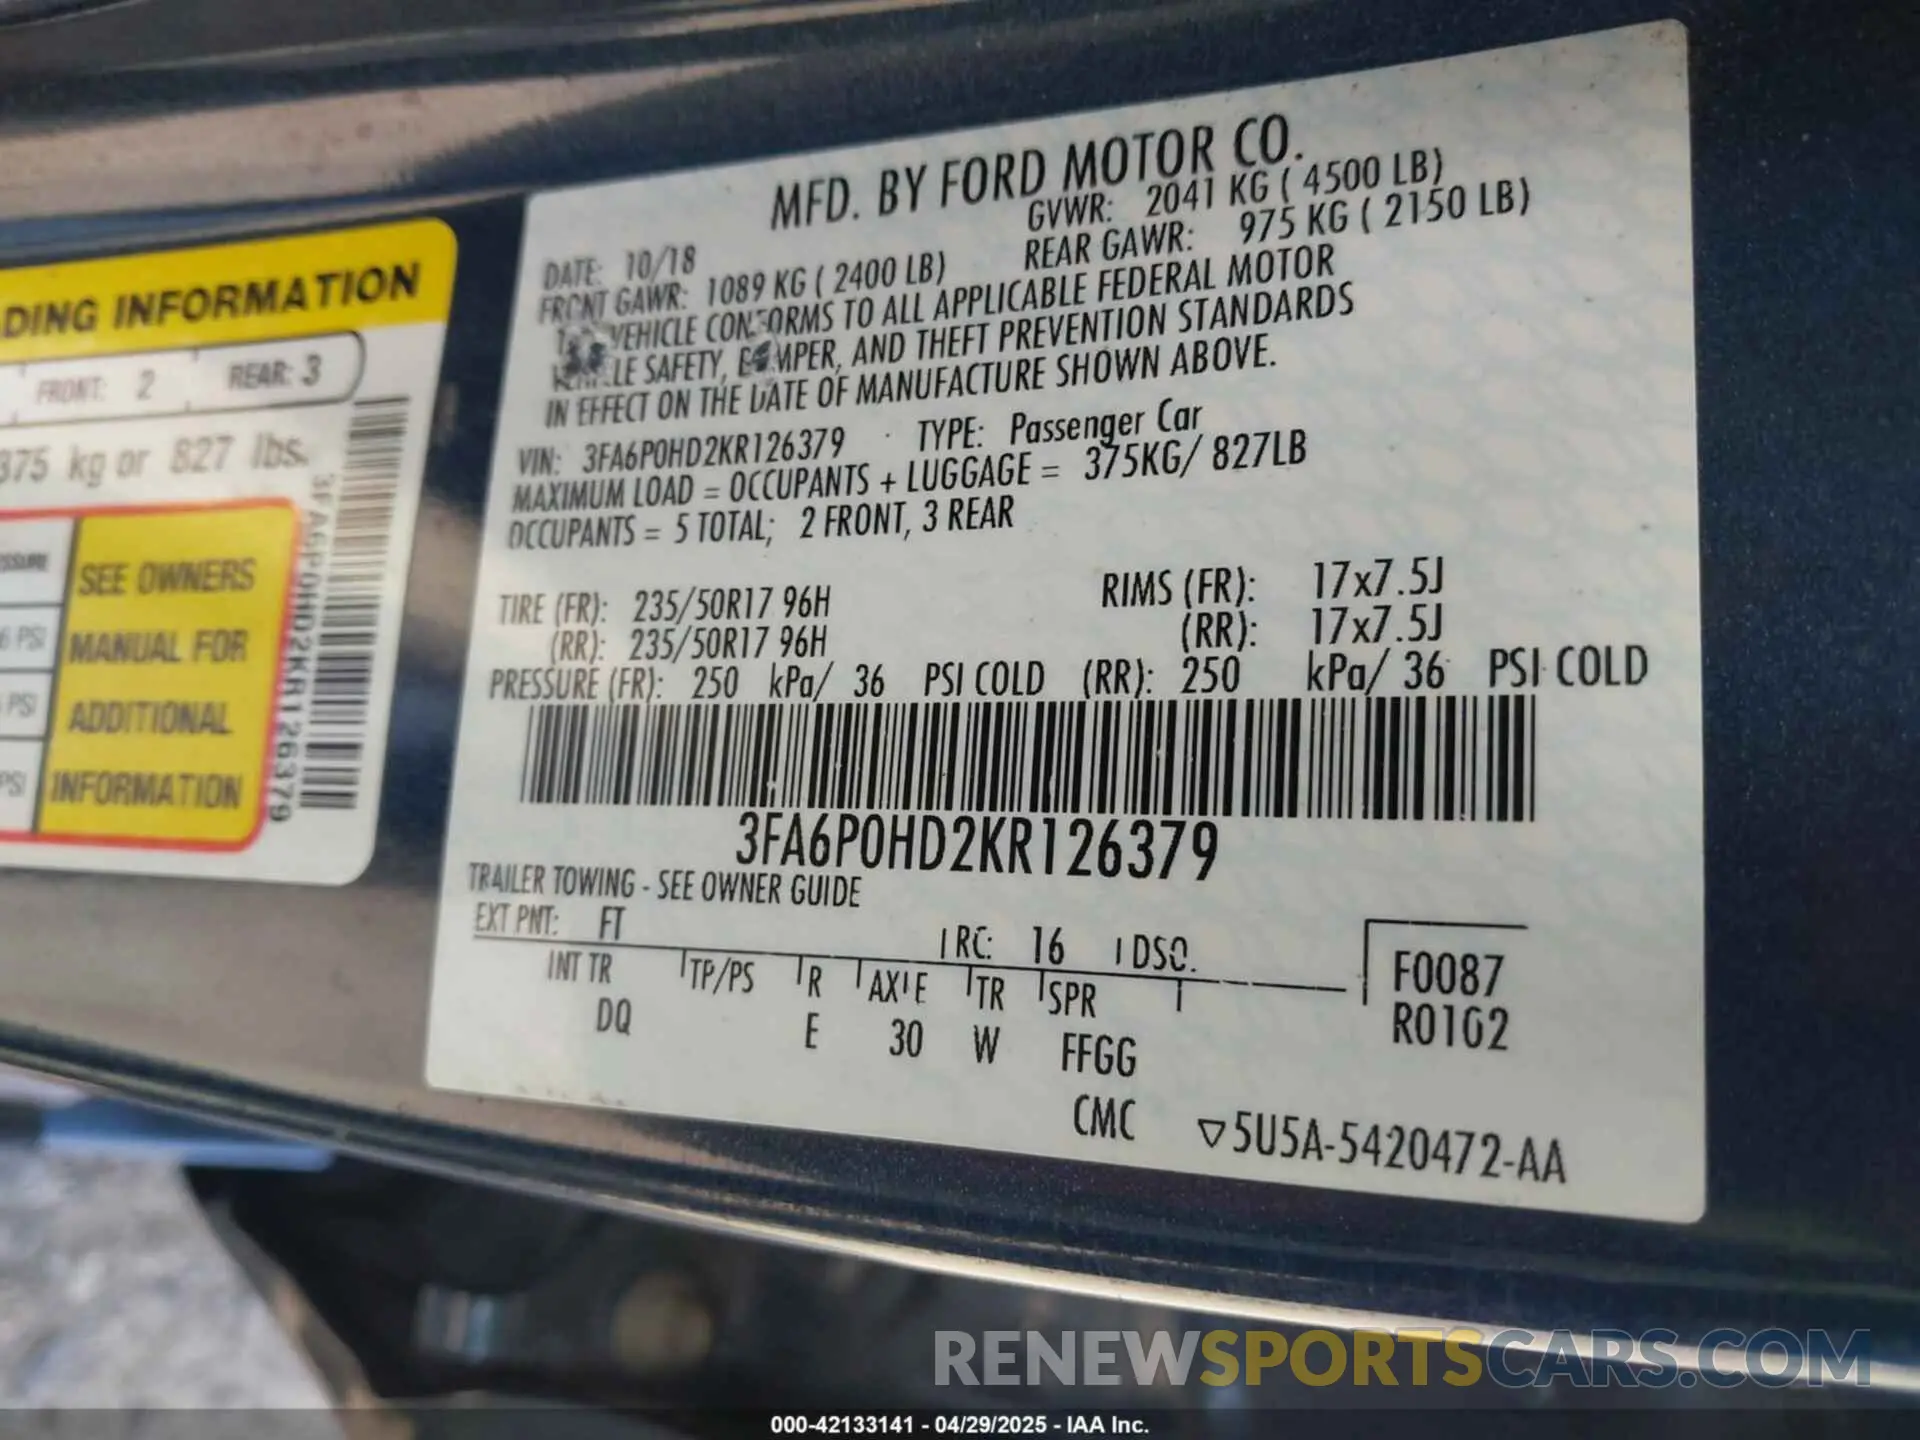 MFD. BY FORD MOTOR CO.
DATE: 10/18
GVWR: 2041 KG ( 4500 LB)
FRONT GAWR: 1089 KG ( 2400 LB)
REAR GAWR: 975 KG ( 2150 LB)
VEHICLE CONFORMS TO ALL APPLICABLE FEDERAL MOTOR
SAFETY, BUMPER, AND THEFT PREVENTION STANDARDS
IN EFFECT ON THE DATE OF MANUFACTURE SHOWN ABOVE.
VIN: 3FA6P0HD2KR126379 TYPE: Passenger Car
MAXIMUM LOAD = OCCUPANTS + LUGGAGE = 375KG/ 827LB
OCCUPANTS = 5 TOTAL; 2 FRONT, 3 REAR
TIRE (FR): 235/50R17 96H RIMS (FR): 17x7.5J
(RR): 235/50R17 96H (RR): 17x7.5J
PRESSURE (FR): 250 kPa/ 36 PSI COLD (RR): 250 kPa/ 36 PSI COLD
3FA6P0HD2KR126379
TRAILER TOWING - SEE OWNER GUIDE
EXT PNT: FT RC: 16 DSO.
INT TR TP/PS R AXLE TR SPR
DQ E 30 W FFGG
F0087
R0102
CMC ▽5U5A-5420472-AA
DING INFORMATION
FRONT: 2 REAR: 3
375 kg or 827 lbs.
SEE OWNERS
MANUAL FOR
ADDITIONAL
INFORMATION
6 PSI
PSI
PSI
3FA6P0HD2KR126379
RENEWSPORTSCARS.COM
000-42133141 - 04/29/2025 - IAA Inc.